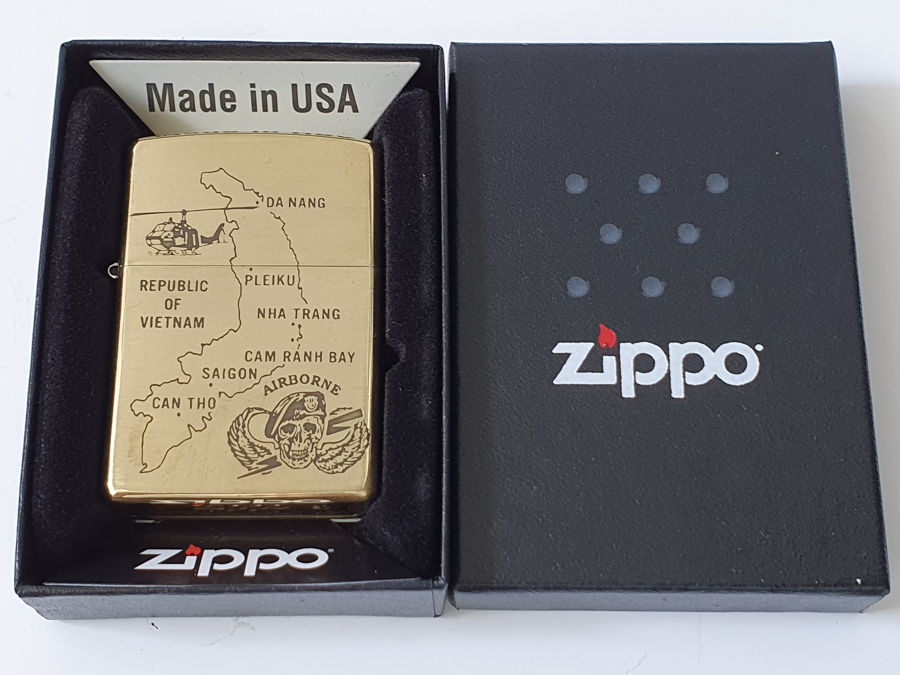 Made in USA
DA NANG
PLEIKU
REPUBLIC
OF
VIETNAM
NHA TRANG
CAM RANH BAY
SAIGON
AIRBORNE
CAN THO
zippo
zippo